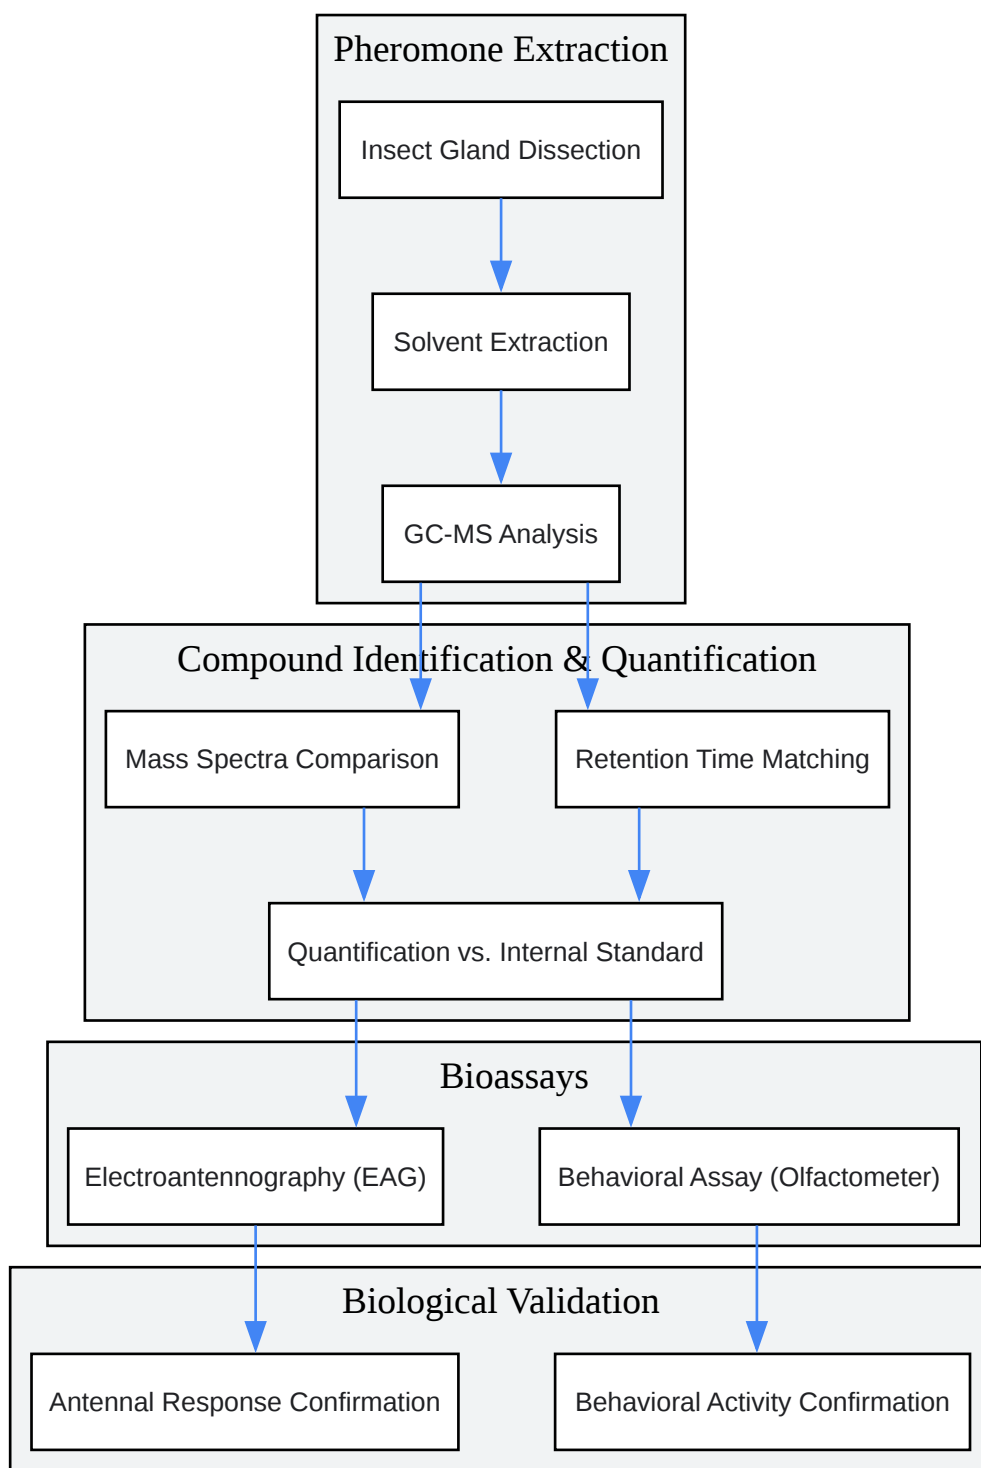 Pheromone Extraction
Insect Gland Dissection
Solvent Extraction
GC-MS Analysis
Compound Identification & Quantification
Mass Spectra Comparison
Retention Time Matching
Quantification vs. Internal Standard
Bioassays
Electroantennography (EAG)
Behavioral Assay (Olfactometer)
Biological Validation
Antennal Response Confirmation
Behavioral Activity Confirmation